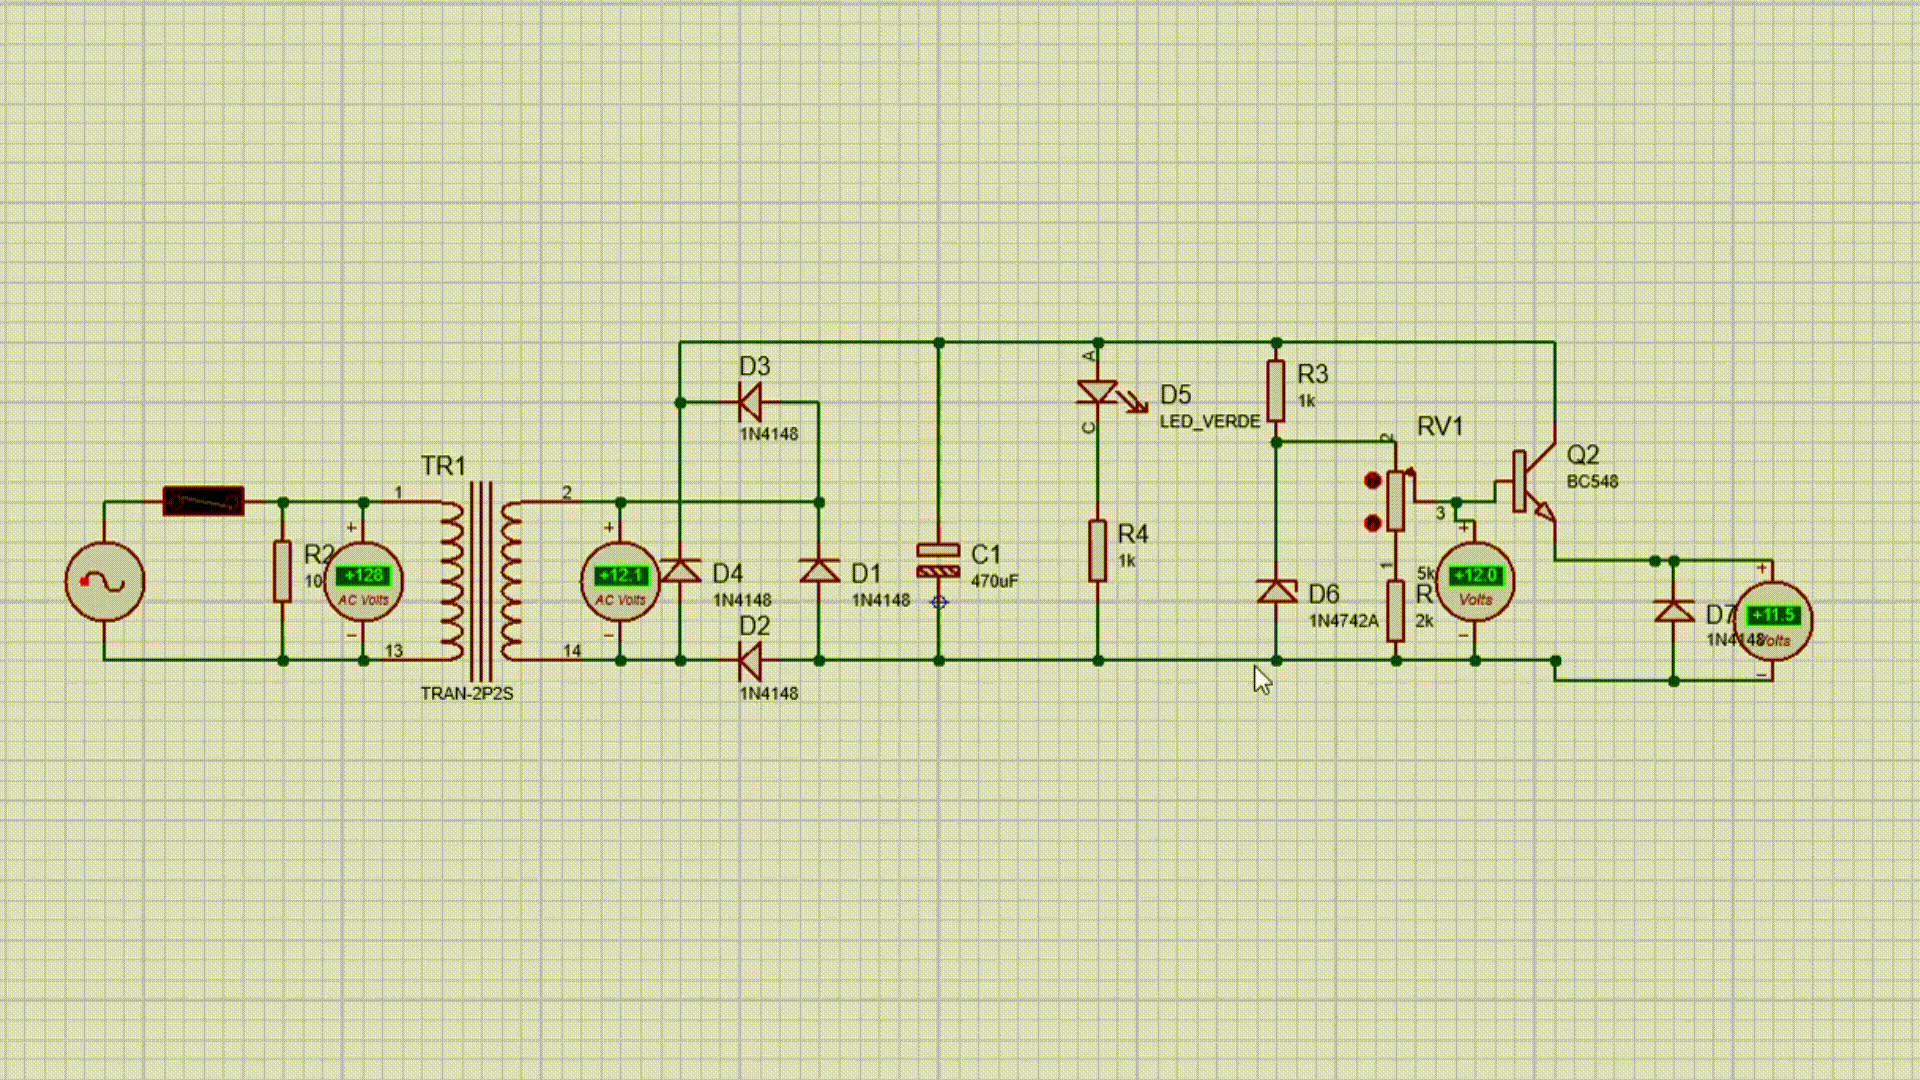 TR1
TRAN-2P2S
1
13
2
14
R2
10
+
+128
AC Volts
−
+
+12.1
AC Volts
−
D3
1N4148
D4
1N4148
D1
1N4148
D2
1N4148
C1
470uF
A
C
D5
LED_VERDE
R4
1k
R3
1k
D6
1N4742A
RV1
2
3
1
5k
R
2k
+
+12.0
Volts
−
Q2
BC548
D7
1N4148
+
+11.5
Volts
−